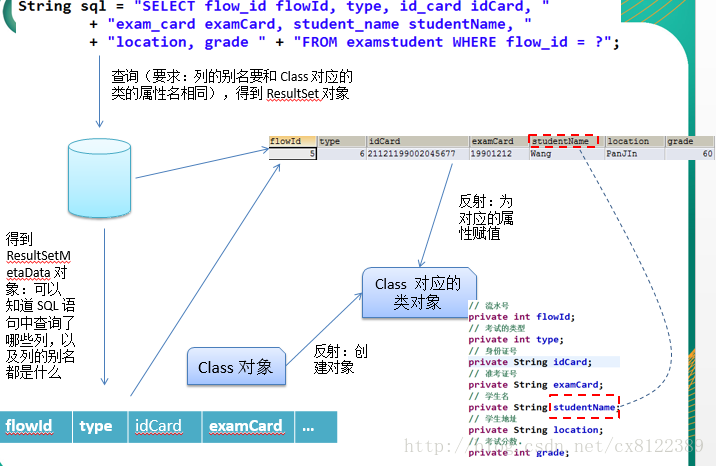 String sql = "SELECT flow_id flowId, type, id_card idCard, "
+ "exam_card examCard, student_name studentName, "
+ "location, grade " + "FROM examstudent WHERE flow_id = ?";
查询（要求：列的别名要和 Class 对应的
类的属性名相同），得到 ResultSet 对象
flowId type idCard examCard studentName location grade
5 6 21121199002045677 19901212 Wang PanJIn 60
反射：为
对应的属
性赋值
得到
ResultSetM
etaData 对
象：可以
知道 SQL 语
句中查询了
哪些列，以
及列的别名
都是什么
Class 对应的
类对象
Class 对象
反射：创
建对象
// 流水号
private int flowId;
// 考试的类型
private int type;
// 身份证号
private String idCard;
// 准考证号
private String examCard;
// 学生名
private String studentName;
// 学生地址
private String location;
// 考试分数.
private int grade;
flowId type idCard examCard ...
http://blog.csdn.net/cx8122389